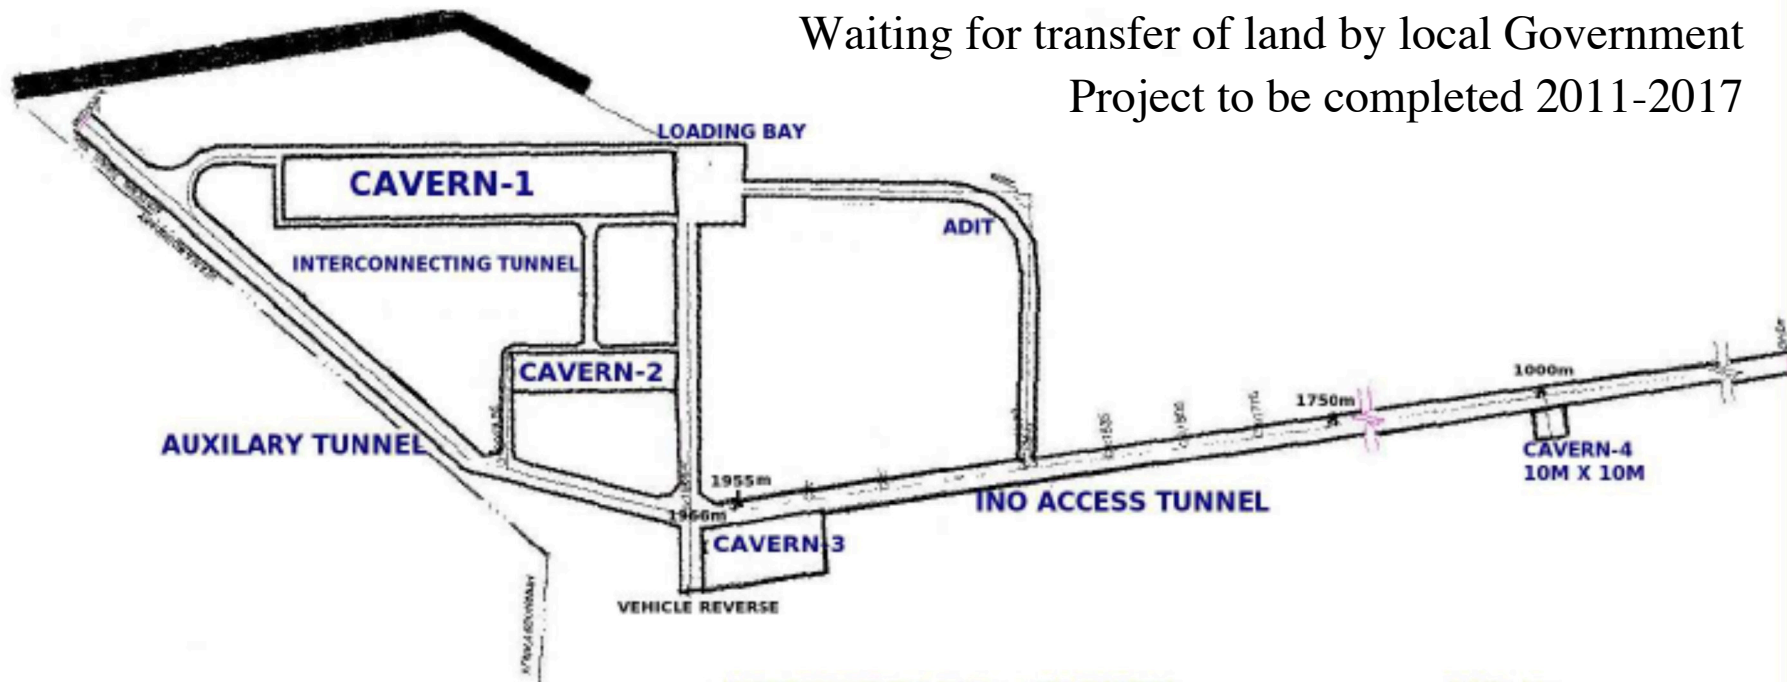 Waiting for transfer of land by local Government
Project to be completed 2011-2017
LOADING BAY
CAVERN-1
ADIT
INTERCONNECTING TUNNEL
CAVERN-2
1000m
1750m
AUXILARY TUNNEL
CAVERN-4
10M X 10M
1955m
INO ACCESS TUNNEL
1966m
CAVERN-3
VEHICLE REVERSE